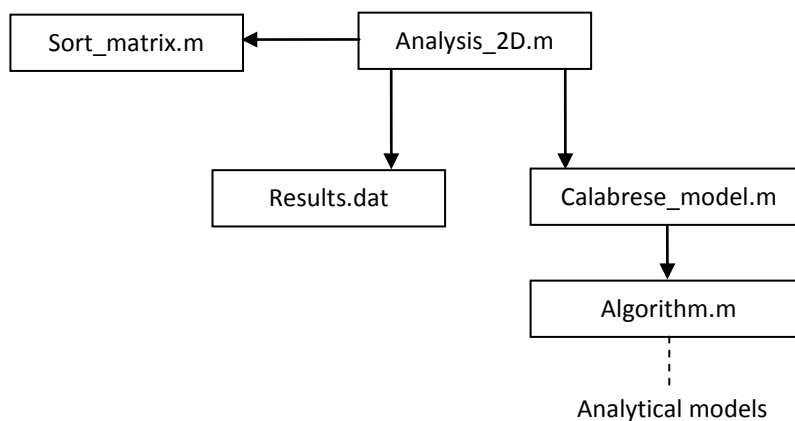 Sort_matrix.m
Analysis_2D.m
Results.dat
Calabrese_model.m
Algorithm.m
Analytical models